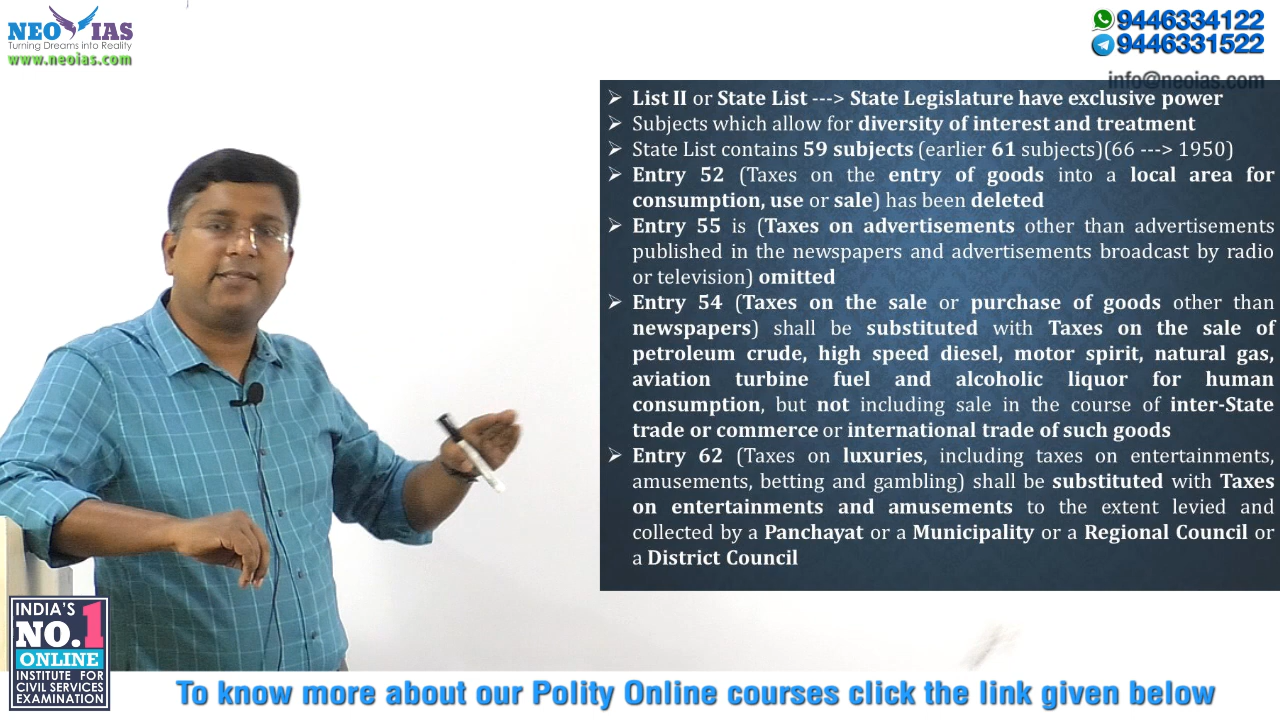 NEO IAS
Turning Dreams into Reality
www.neoias.com
9446334122
9446331522
info@neoias.com
➢ List II or State List ---> State Legislature have exclusive power
➢ Subjects which allow for diversity of interest and treatment
➢ State List contains 59 subjects (earlier 61 subjects)(66 ---> 1950)
➢ Entry 52 (Taxes on the entry of goods into a local area for
consumption, use or sale) has been deleted
➢ Entry 55 is (Taxes on advertisements other than advertisements
published in the newspapers and advertisements broadcast by radio
or television) omitted
➢ Entry 54 (Taxes on the sale or purchase of goods other than
newspapers) shall be substituted with Taxes on the sale of
petroleum crude, high speed diesel, motor spirit, natural gas,
aviation turbine fuel and alcoholic liquor for human
consumption, but not including sale in the course of inter-State
trade or commerce or international trade of such goods
➢ Entry 62 (Taxes on luxuries, including taxes on entertainments,
amusements, betting and gambling) shall be substituted with Taxes
on entertainments and amusements to the extent levied and
collected by a Panchayat or a Municipality or a Regional Council or
a District Council
INDIA'S
NO.1
ONLINE
INSTITUTE FOR
CIVIL SERVICES
EXAMINATION
To know more about our Polity Online courses click the link given below